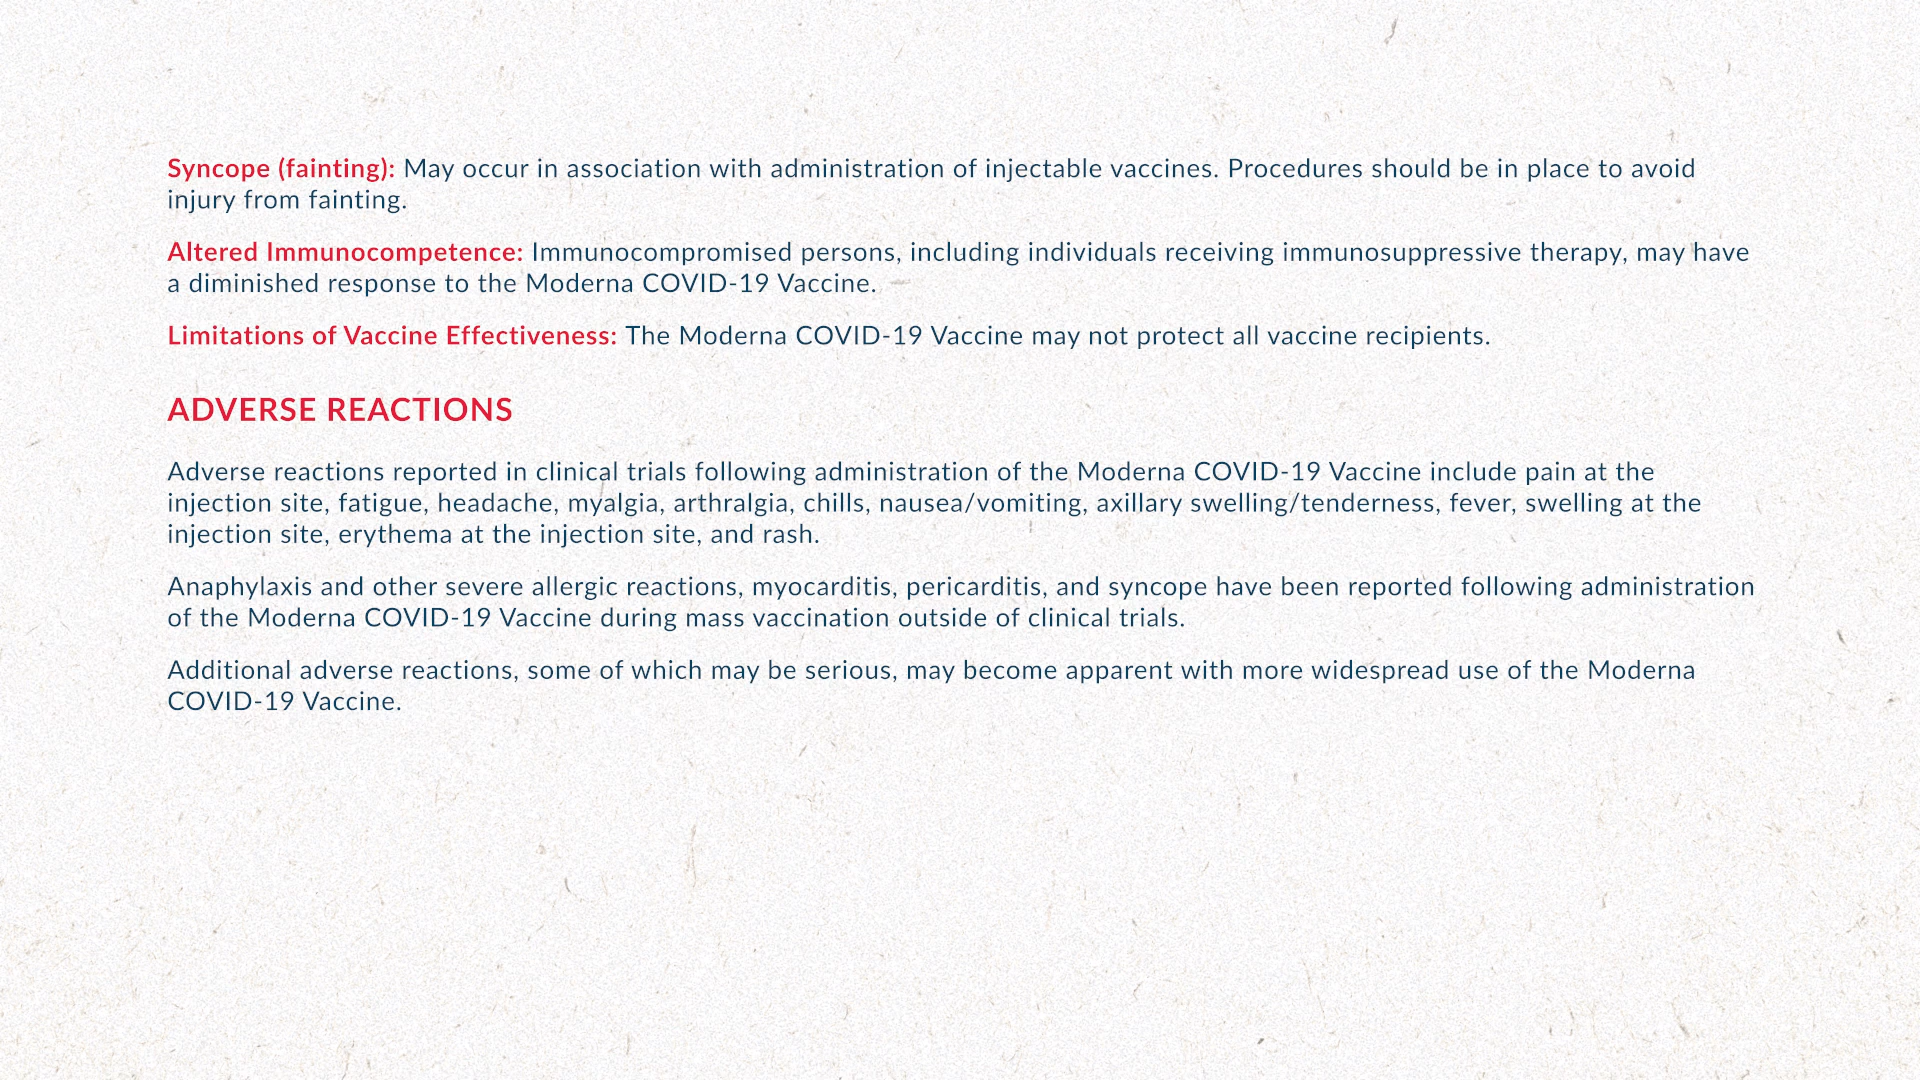 Syncope (fainting): May occur in association with administration of injectable vaccines. Procedures should be in place to avoid
injury from fainting.
Altered Immunocompetence: Immunocompromised persons, including individuals receiving immunosuppressive therapy, may have
a diminished response to the Moderna COVID-19 Vaccine.
Limitations of Vaccine Effectiveness: The Moderna COVID-19 Vaccine may not protect all vaccine recipients.
ADVERSE REACTIONS
Adverse reactions reported in clinical trials following administration of the Moderna COVID-19 Vaccine include pain at the
injection site, fatigue, headache, myalgia, arthralgia, chills, nausea/vomiting, axillary swelling/tenderness, fever, swelling at the
injection site, erythema at the injection site, and rash.
Anaphylaxis and other severe allergic reactions, myocarditis, pericarditis, and syncope have been reported following administration
of the Moderna COVID-19 Vaccine during mass vaccination outside of clinical trials.
Additional adverse reactions, some of which may be serious, may become apparent with more widespread use of the Moderna
COVID-19 Vaccine.